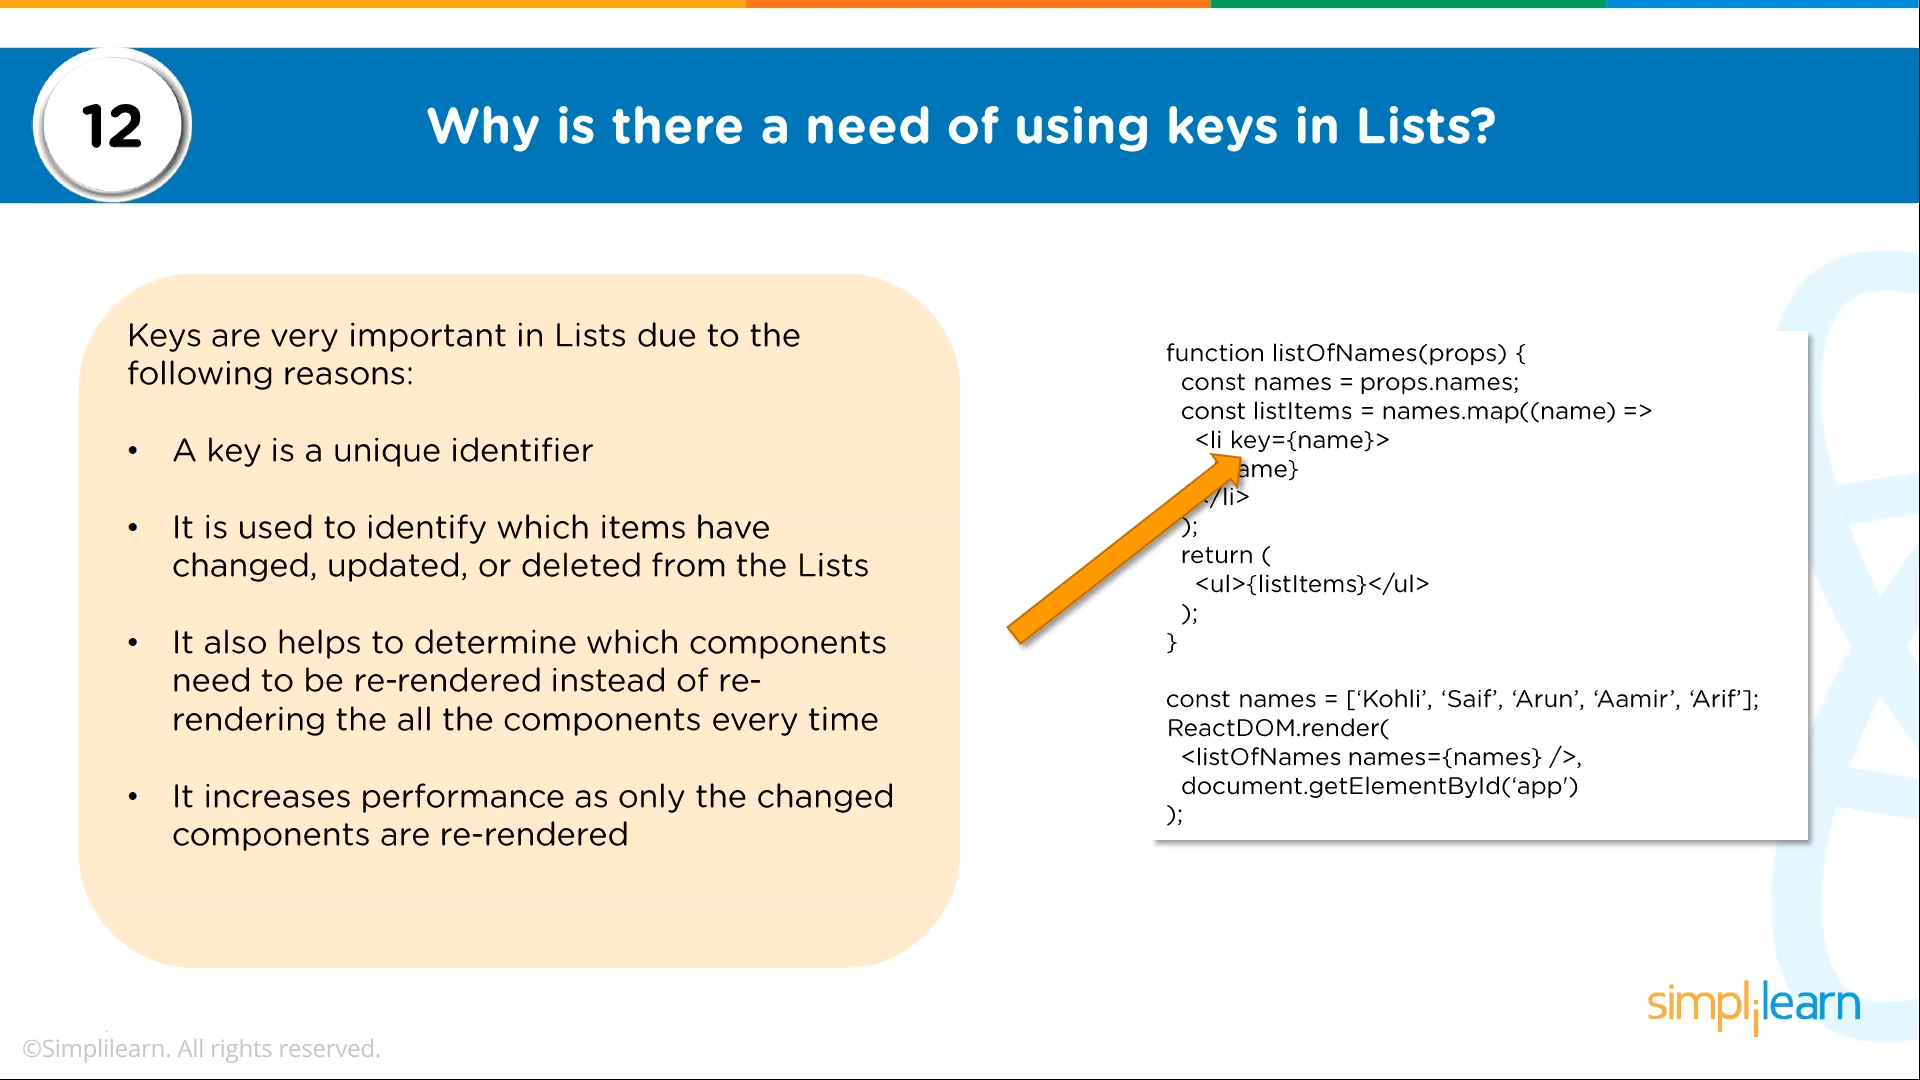 12
Why is there a need of using keys in Lists?
Keys are very important in Lists due to the
following reasons:
• A key is a unique identifier
• It is used to identify which items have
changed, updated, or deleted from the Lists
• It also helps to determine which components
need to be re-rendered instead of re-
rendering the all the components every time
• It increases performance as only the changed
components are re-rendered
function listOfNames(props) {
const names = props.names;
const listItems = names.map((name) =>
<li key={name}>
ame}
/li>
);
return (
<ul>{listItems}</ul>
);
}
const names = [‘Kohli’, ‘Saif’, ‘Arun’, ‘Aamir’, ‘Arif’];
ReactDOM.render(
<listOfNames names={names} />,
document.getElementById(‘app')
);
simplilearn
©Simplilearn. All rights reserved.